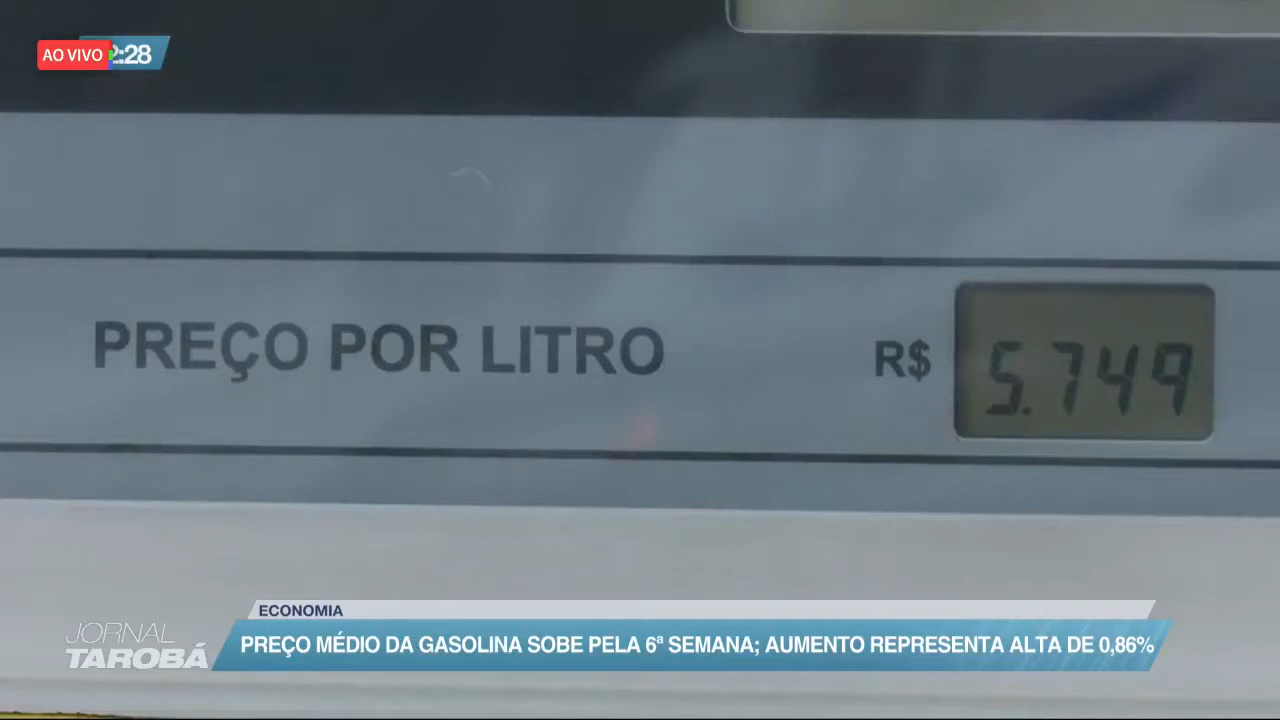 AO VIVO
2:28
PREÇO POR LITRO
R$
5.749
ECONOMIA
PREÇO MÉDIO DA GASOLINA SOBE PELA 6ª SEMANA; AUMENTO REPRESENTA ALTA DE 0,86%
JORNAL
TAROBÁ